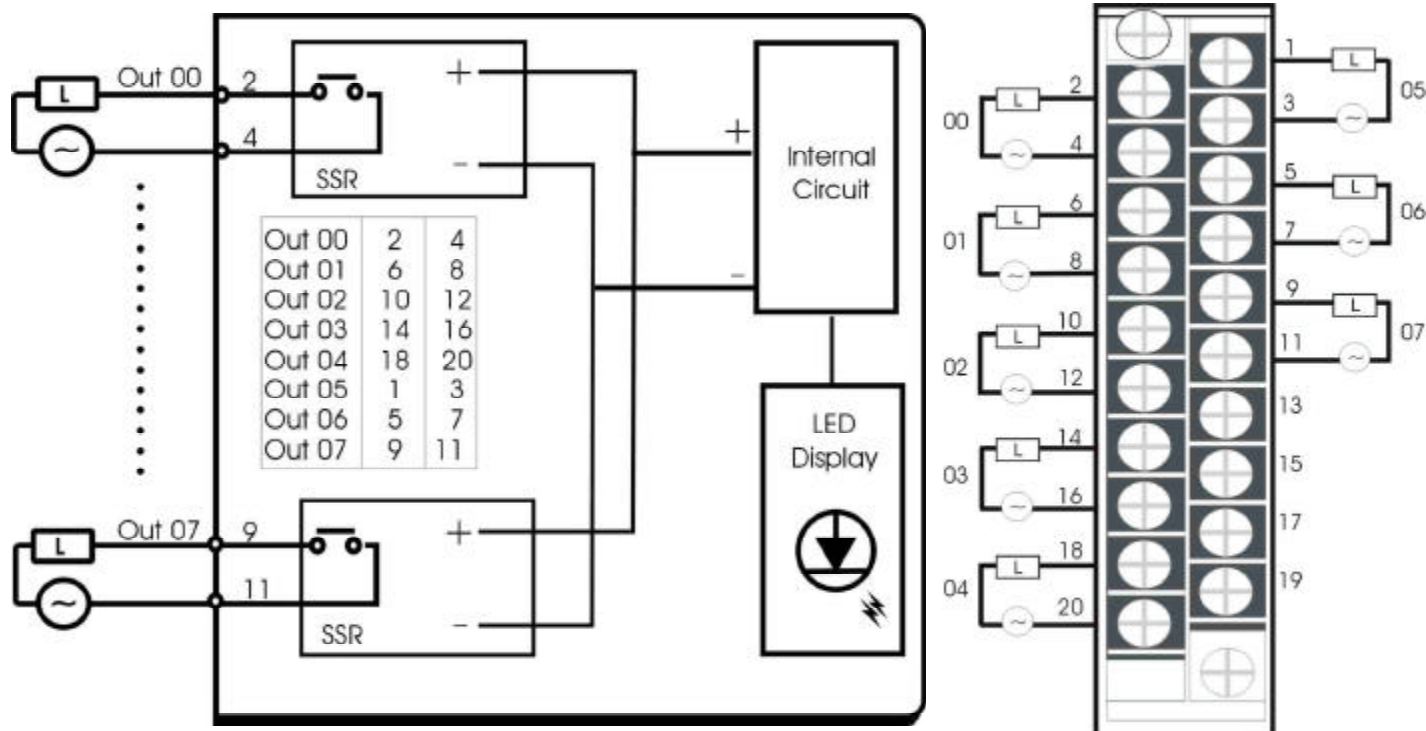 Out 00 2
L
~
4
+
-
SSR
+
-
Internal
Circuit
Out 00 2 4
Out 01 6 8
Out 02 10 12
Out 03 14 16
Out 04 18 20
Out 05 1 3
Out 06 5 7
Out 07 9 11
LED
Display
Out 07 9
L
~
11
+
-
SSR
00
L
2
~
4
01
L
6
~
8
02
L
10
~
12
03
L
14
~
16
04
L
18
~
20
1
L
05
3
~
5
L
06
7
~
9
L
07
11
~
13
15
17
19